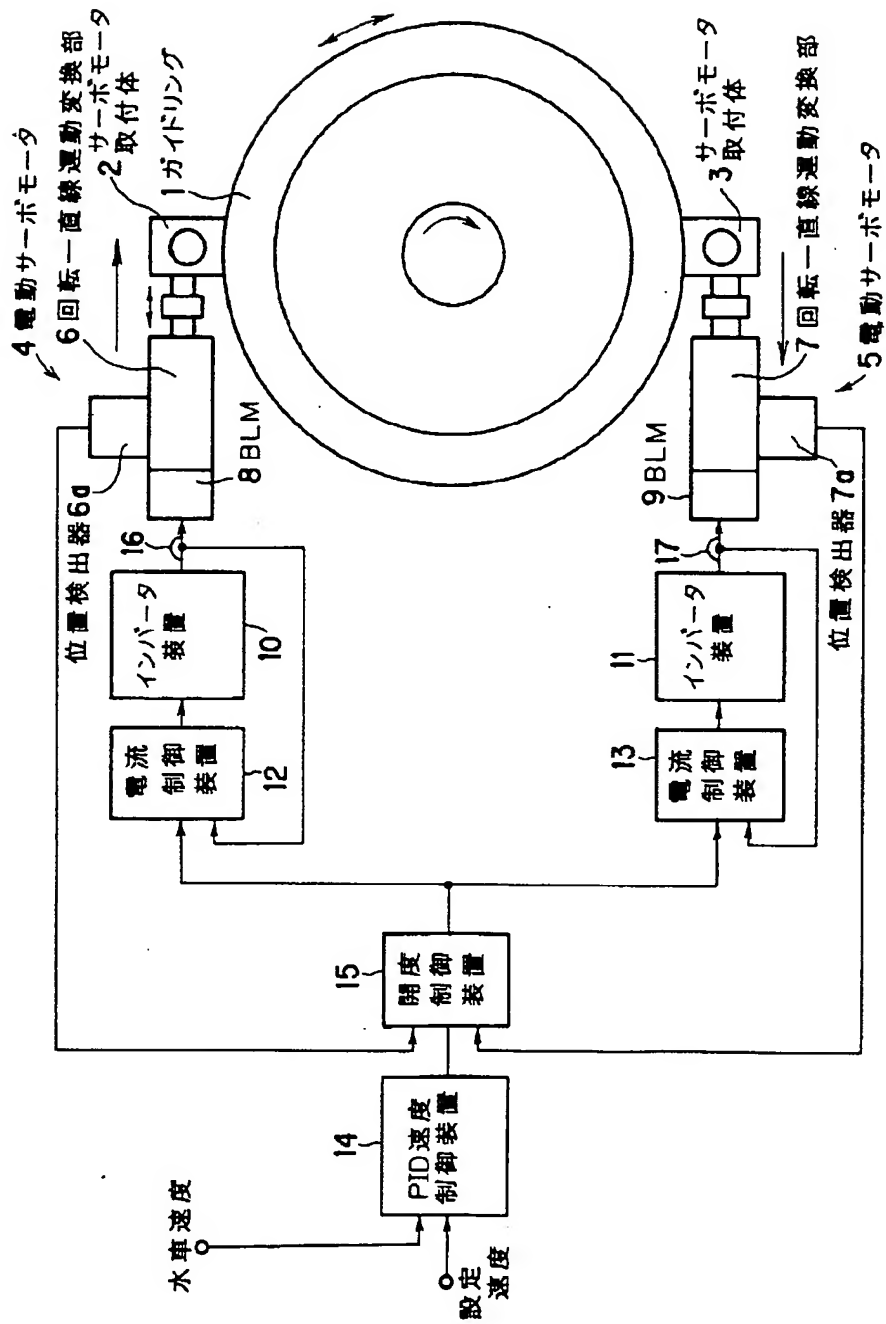 4 電動サーボモータ
6 回転ー直線運動変換部
2 サーボモータ
取付体
1 ガイドリング
位置検出器 6a
8 BLM
16
インバータ
装置
10
電流
制御
装置
12
15
開度
制御
装置
14
PID速度
制御装置
水車速度
設定
速度
13
電流
制御
装置
11
インバータ
装置
17
9 BLM
3 サーボモータ
取付体
7 回転ー直線運動変換部
5 電動サーボモータ
位置検出器 7a